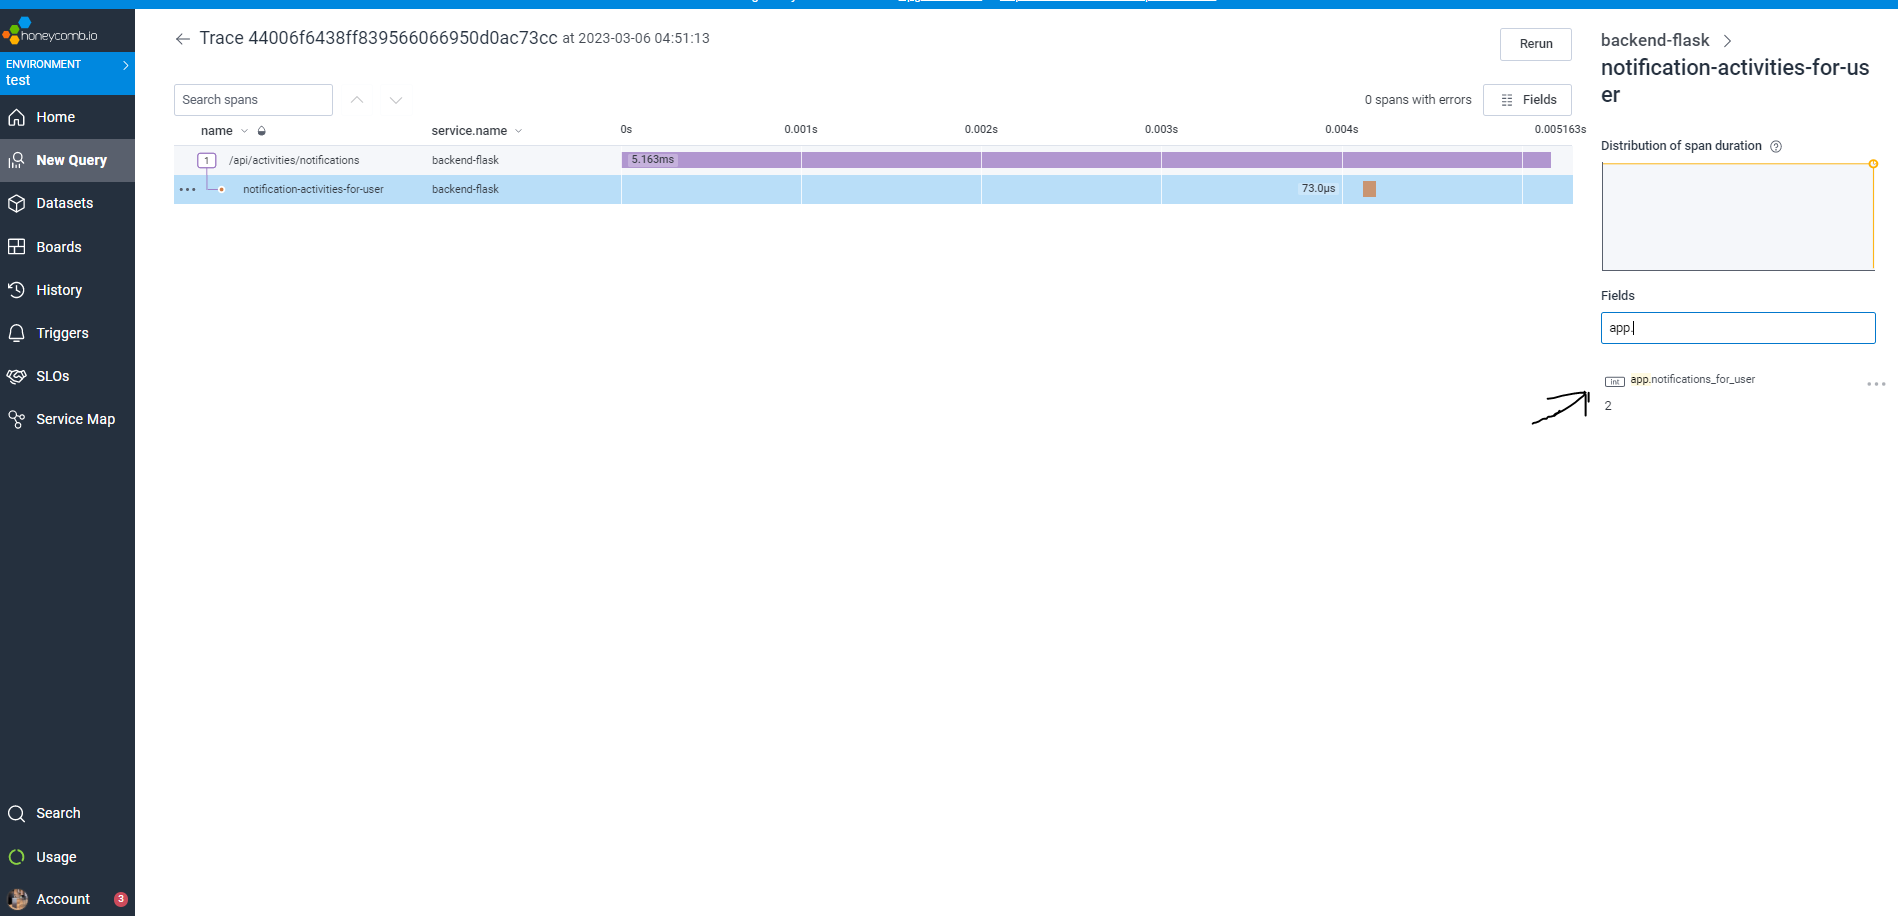 honeycomb.io
ENVIRONMENT
test
Home
New Query
Datasets
Boards
History
Triggers
SLOs
Service Map
Search
Usage
Account 3
Trace 44006f6438ff839566066950d0ac73cc at 2023-03-06 04:51:13
Rerun
Search spans
0 spans with errors
Fields
name service.name 0s 0.001s 0.002s 0.003s 0.004s 0.005163s
1 /api/activities/notifications backend-flask 5.163ms
notification-activities-for-user backend-flask 73.0μs
backend-flask
notification-activities-for-us
er
Distribution of span duration
Fields
app.
int app.notifications_for_user
2